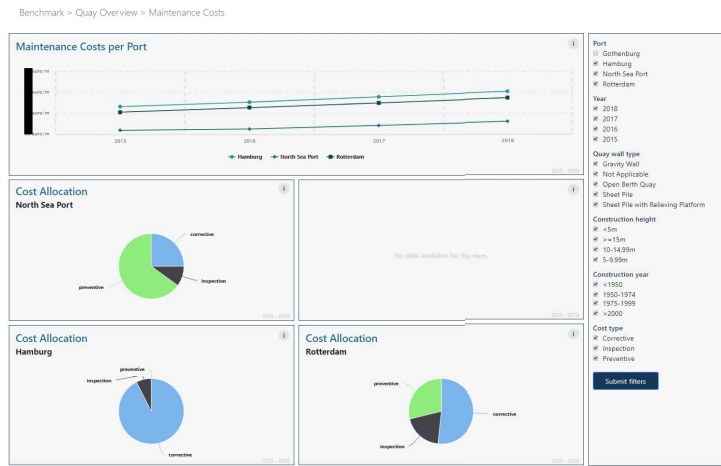 Benchmark > Quay Overview > Maintenance Costs
Maintenance Costs per Port
i
euro/m
euro/m
euro/m
euro/m
2015
2016
2017
2018
Hamburg
North Sea Port
Rotterdam
2015 - 2018
Cost Allocation
i
North Sea Port
corrective
inspection
preventive
2015 - 2018
i
No data available for this item.
2015 - 2018
Cost Allocation
i
Hamburg
preventive
inspection
corrective
2015 - 2018
Cost Allocation
i
Rotterdam
preventive
corrective
inspection
2015 - 2018
Port
Gothenburg
Hamburg
North Sea Port
Rotterdam
Year
2018
2017
2016
2015
Quay wall type
Gravity Wall
Not Applicable
Open Berth Quay
Sheet Pile
Sheet Pile with Relieving Platform
Construction height
<5m
>=15m
10-14.99m
5-9.99m
Construction year
<1950
1950-1974
1975-1999
>2000
Cost type
Corrective
Inspection
Preventive
Submit filters